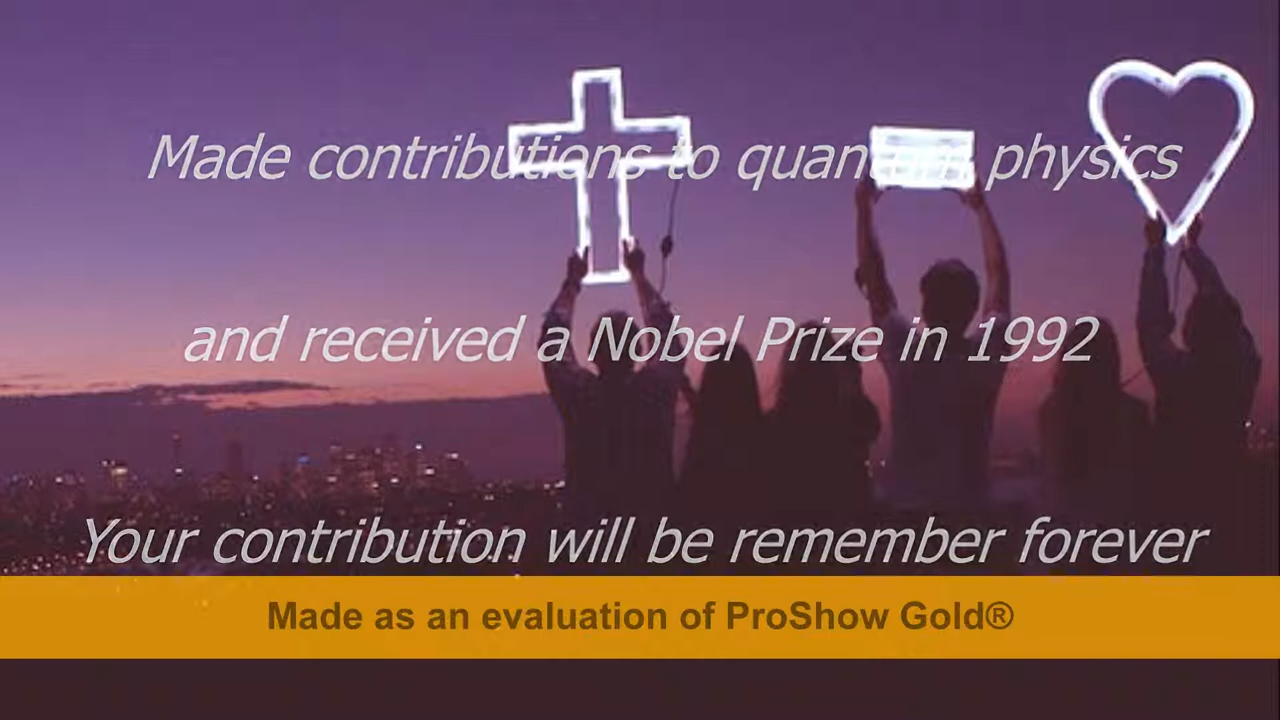 Made contributions to quantum physics
and received a Nobel Prize in 1992
Your contribution will be remember forever
Made as an evaluation of ProShow Gold®